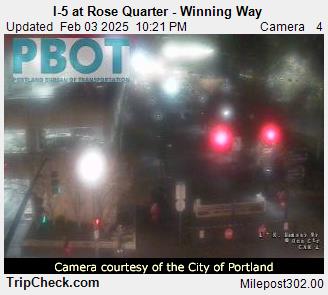 I-5 at Rose Quarter - Winning Way
Updated Feb 03 2025 10:21 PM Camera 4
PBOT
PORTLAND BUREAU OF TRANSPORTATION
Camera courtesy of the City of Portland
TripCheck.com Milepost302.00